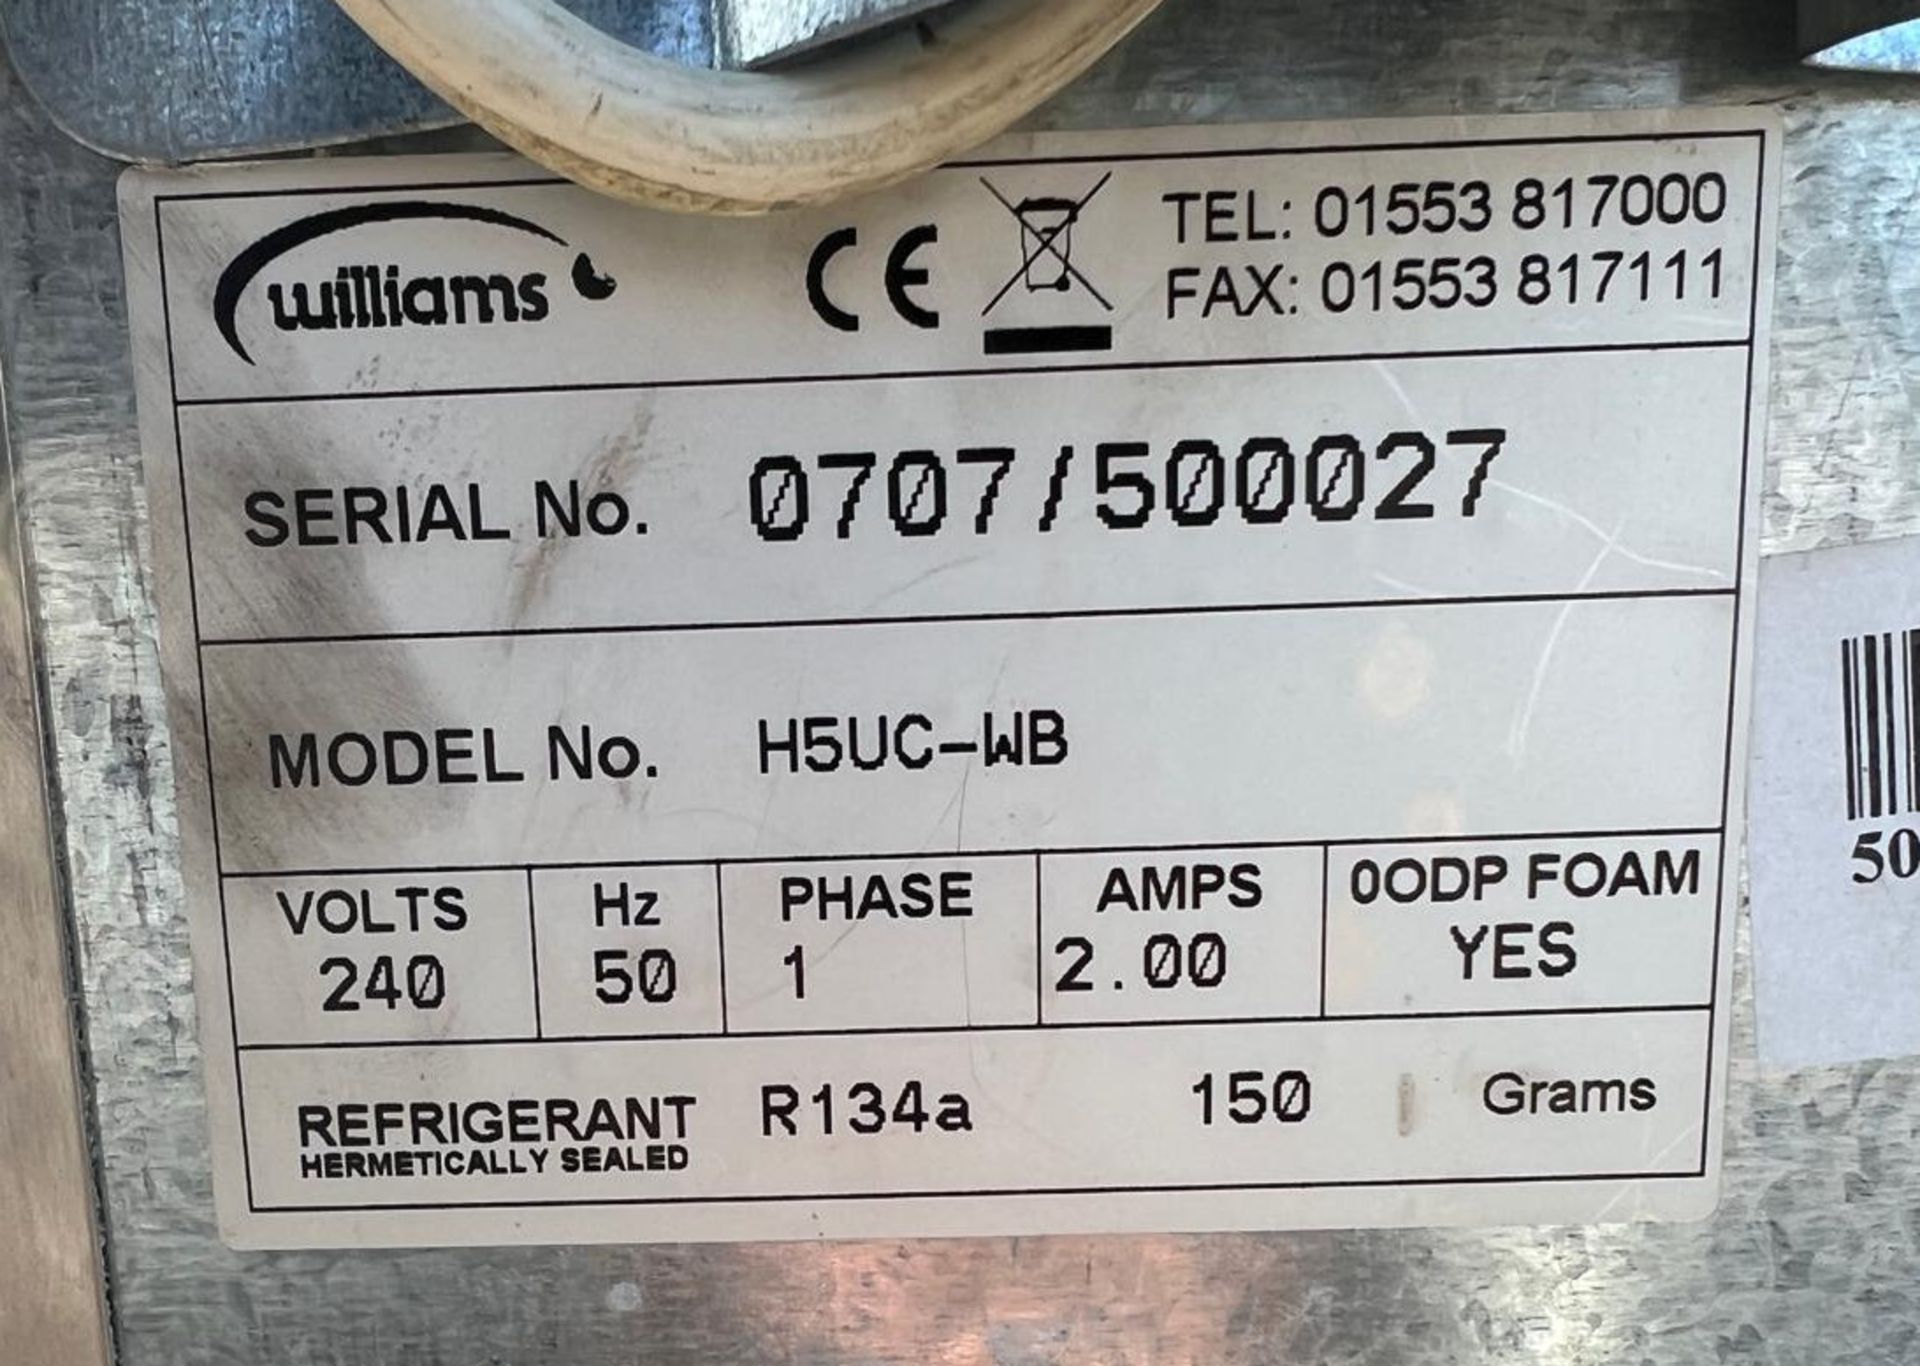 williams
CE
TEL: 01553 817000
FAX: 01553 817111
SERIAL No. 0707/500027
MODEL No. H5UC-WB
VOLTS Hz PHASE AMPS 0ODP FOAM
240 50 1 2.00 YES
REFRIGERANT R134a 150 Grams
HERMETICALLY SEALED
50